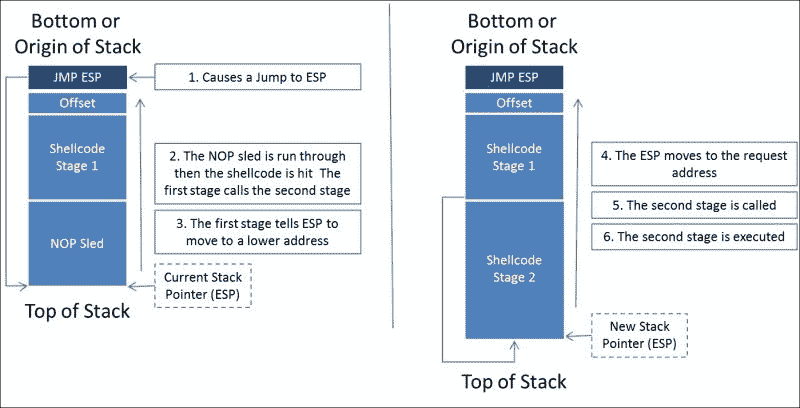 Bottom or
Origin of Stack
JMP ESP
1. Causes a Jump to ESP
Offset
Shellcode
Stage 1
2. The NOP sled is run through
then the shellcode is hit The
first stage calls the second stage
3. The first stage tells ESP to
move to a lower address
NOP Sled
Current Stack
Pointer (ESP)
Top of Stack
Bottom or
Origin of Stack
JMP ESP
Offset
Shellcode
Stage 1
4. The ESP moves to the request
address
5. The second stage is called
6. The second stage is executed
Shellcode
Stage 2
New Stack
Pointer (ESP)
Top of Stack